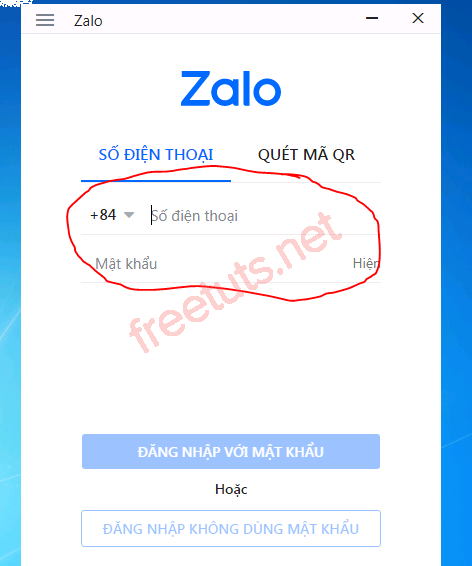 Zalo
Zalo
SỐ ĐIỆN THOẠI QUÉT MÃ QR
+84 Số điện thoại
Mật khẩu Hiện
freetuts.net
ĐĂNG NHẬP VỚI MẬT KHẨU
Hoặc
ĐĂNG NHẬP KHÔNG DÙNG MẬT KHẨU